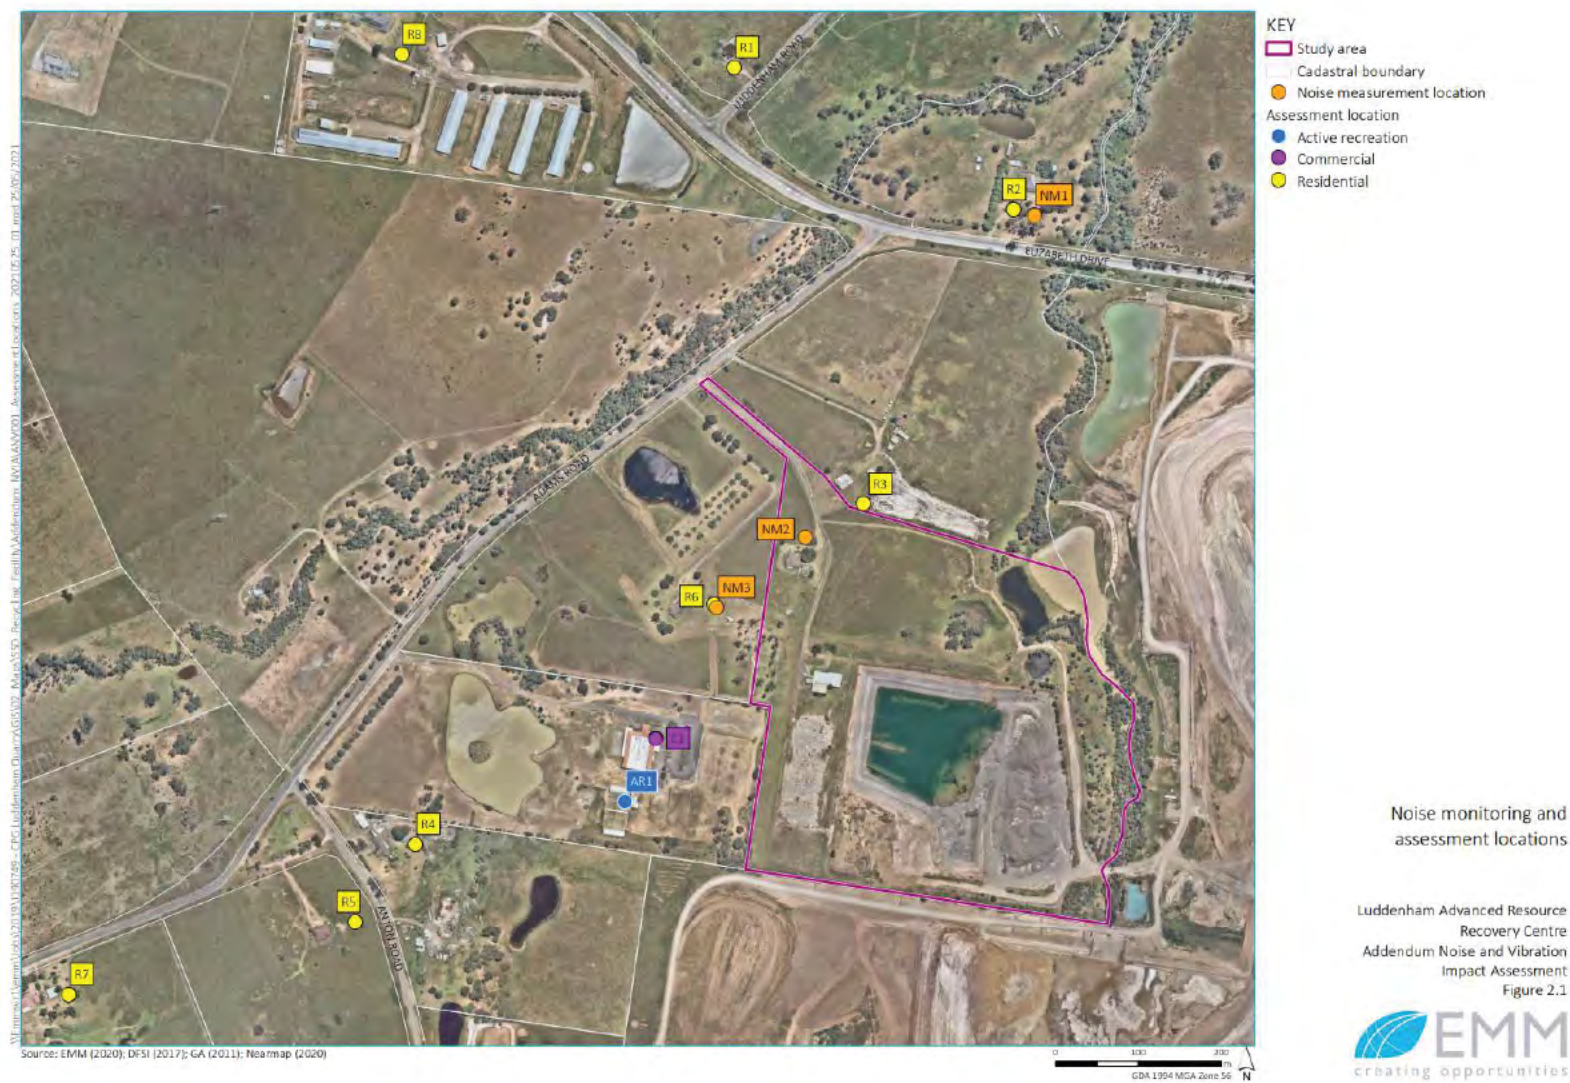 R8
R1
LUDDENHAM ROAD
R2
NM1
ELIZABETH DRIVE
ADAMS ROAD
R3
NM2
R6
NM3
C1
AR1
R4
R5
ANTON ROAD
R7
KEY
Study area
Cadastral boundary
Noise measurement location
Assessment location
Active recreation
Commercial
Residential
Noise monitoring and
assessment locations
Luddenham Advanced Resource
Recovery Centre
Addendum Noise and Vibration
Impact Assessment
Figure 2.1
EMM
creating opportunities
Source: EMM (2020); DFSI (2017); GA (2011); Nearmap (2020)
0 100 200
m
GDA 1994 MGA Zone 56
N